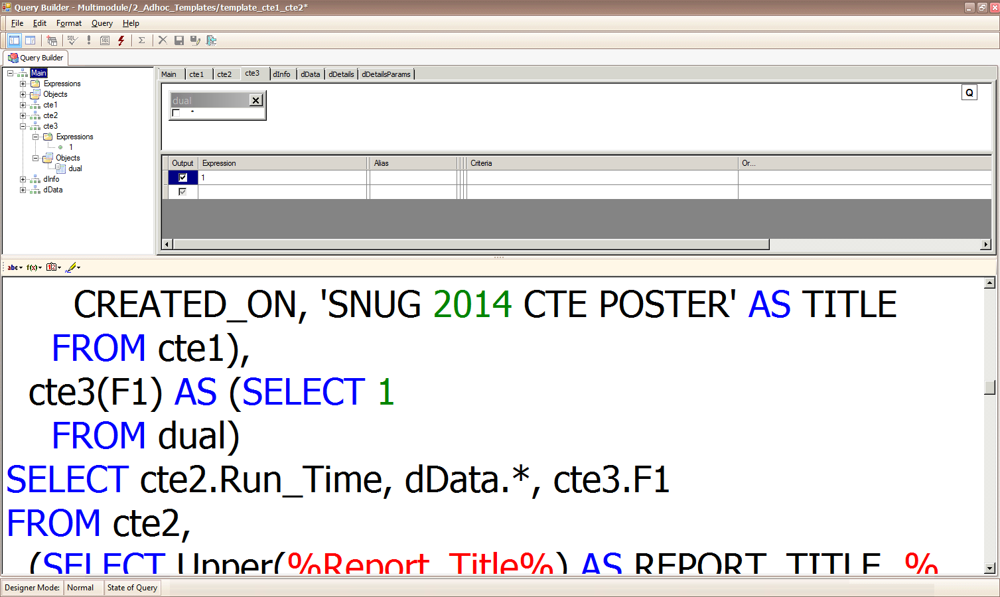 Query Builder - Multimodule/2_Adhoc_Templates/template_cte1_cte2*
File Edit Format Query Help
Query Builder
Main
Expressions
Objects
cte1
cte2
cte3
Expressions
1
Objects
dual
dInfo
dData
Main cte1 cte2 cte3 dInfo dData dDetails dDetailsParams
dual
*
Q
Output Expression Alias Criteria Or...
1
abc f(x) 12
CREATED_ON, 'SNUG 2014 CTE POSTER' AS TITLE
FROM cte1),
cte3(F1) AS (SELECT 1
FROM dual)
SELECT cte2.Run_Time, dData.*, cte3.F1
FROM cte2,
(SELECT Upper(%Report_Title%) AS REPORT_TITLE, %
Designer Mode: Normal State of Query